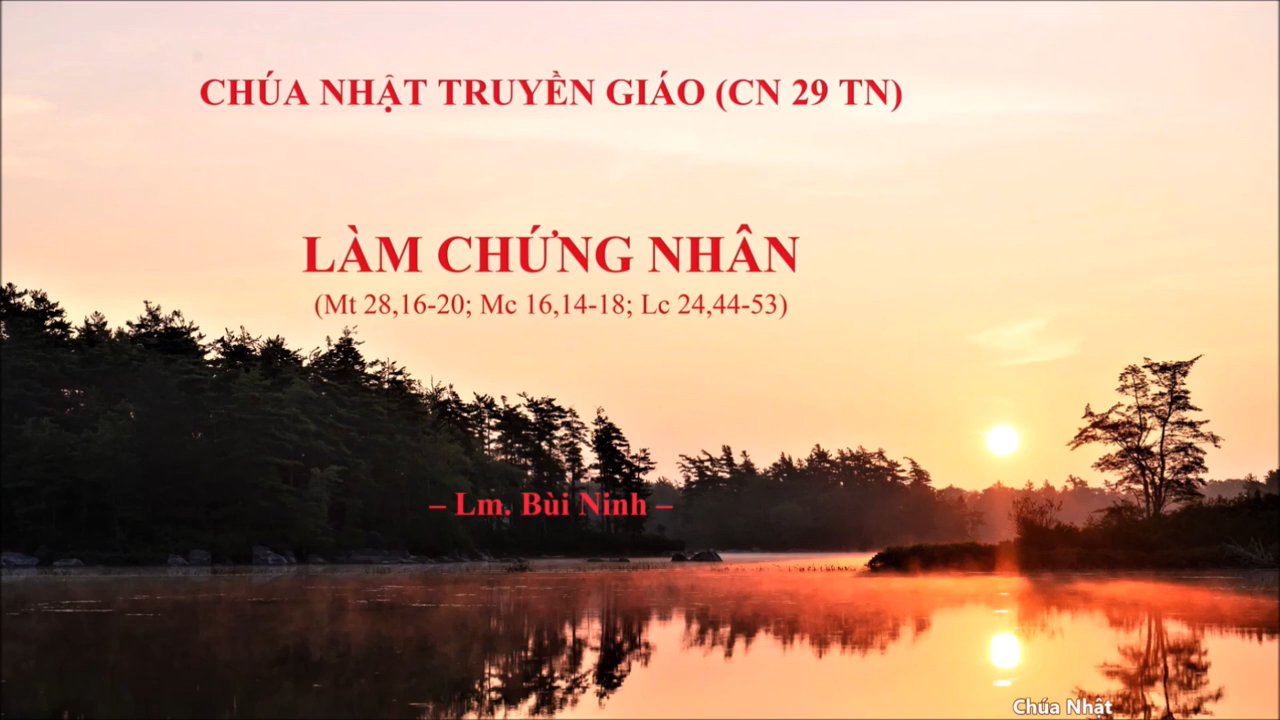 CHÚA NHẬT TRUYỀN GIÁO (CN 29 TN)
LÀM CHỨNG NHÂN
(Mt 28,16-20; Mc 16,14-18; Lc 24,44-53)
– Lm. Bùi Ninh –
Chúa Nhật